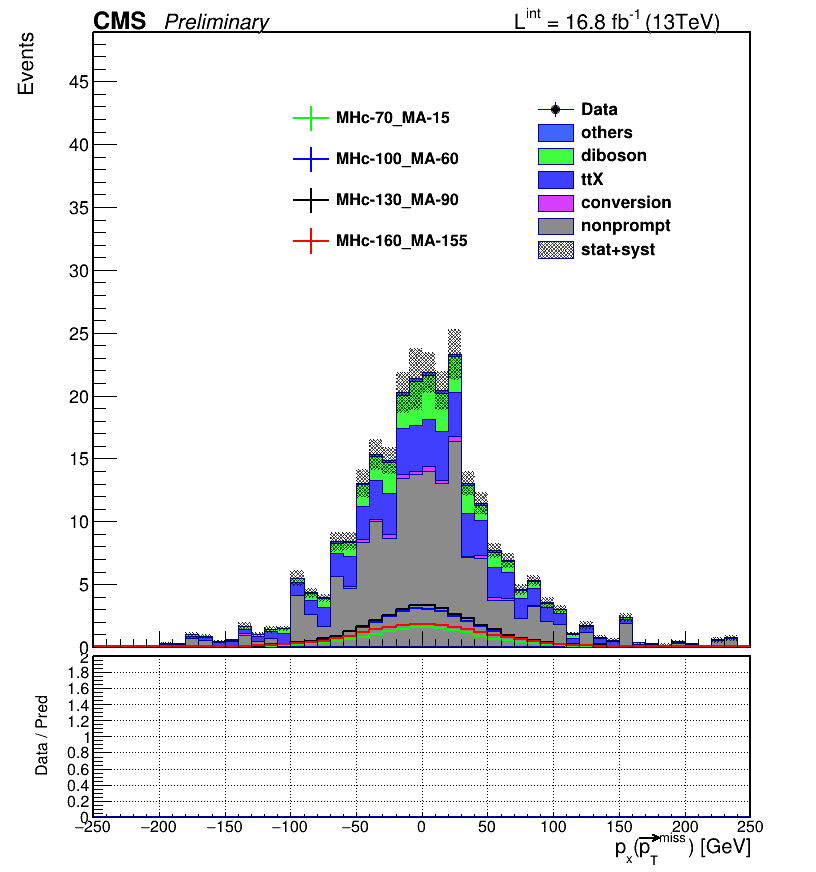 CMS Preliminary L^int = 16.8 fb^-1 (13TeV)
Events
45
40
35
30
25
20
15
10
5
0
MHc-70_MA-15
MHc-100_MA-60
MHc-130_MA-90
MHc-160_MA-155
Data
others
diboson
ttX
conversion
nonprompt
stat+syst
Data / Pred
2
1.8
1.6
1.4
1.2
1
0.8
0.6
0.4
0.2
0
−250 −200 −150 −100 −50 0 50 100 150 200 250
p_x(p_T^miss) [GeV]